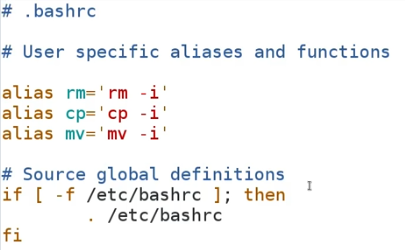 # .bashrc
# User specific aliases and functions
alias rm='rm -i'
alias cp='cp -i'
alias mv='mv -i'
# Source global definitions
if [ -f /etc/bashrc ]; then
        . /etc/bashrc
fi